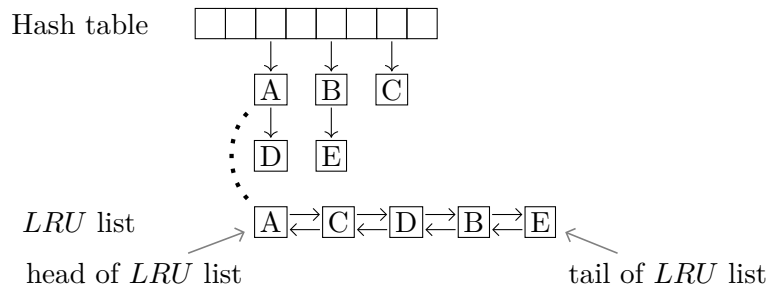 Hash table
A B C
D E
LRU list
A C D B E
head of LRU list
tail of LRU list